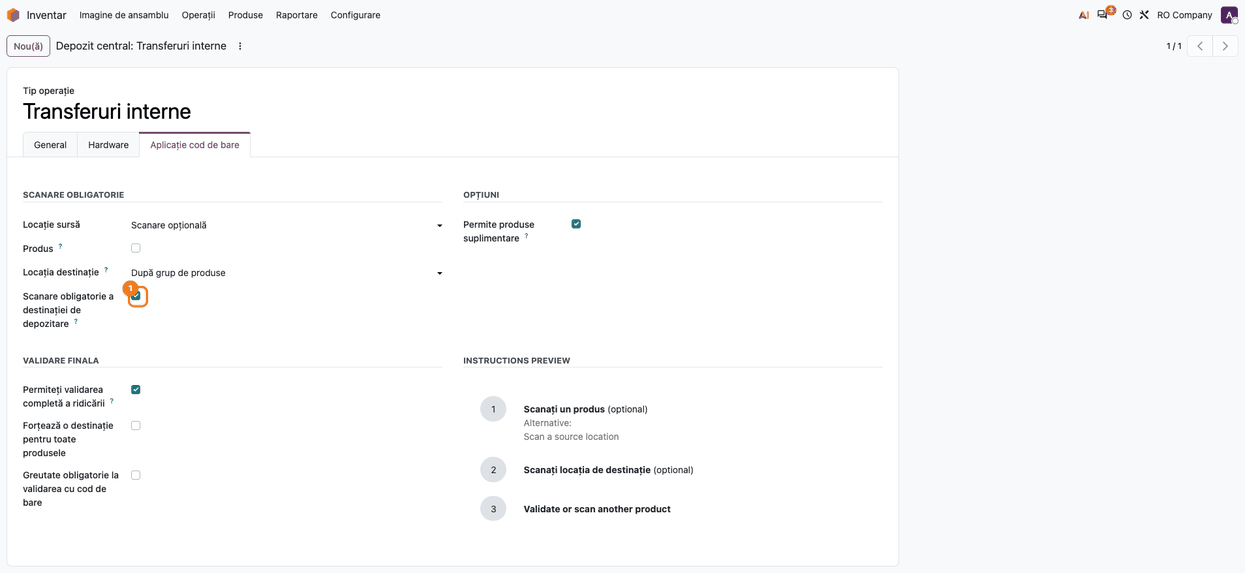 Inventar Imagine de ansamblu Operații Produse Raportare Configurare AI 3 RO Company A
Nou(ă) Depozit central: Transferuri interne 1 / 1
Tip operație
Transferuri interne
General Hardware Aplicație cod de bare
SCANARE OBLIGATORIE
Locație sursă Scanare opțională
Produs ?
Locația destinație ? După grup de produse
1
Scanare obligatorie a
destinației de
depozitare ?
OPȚIUNI
Permite produse
suplimentare ?
VALIDARE FINALA
Permiteți validarea
completă a ridicării ?
Forțează o destinație
pentru toate
produsele
Greutate obligatorie la
validarea cu cod de
bare
INSTRUCTIONS PREVIEW
1 Scanați un produs (optional)
Alternative:
Scan a source location
2 Scanați locația de destinație (optional)
3 Validate or scan another product